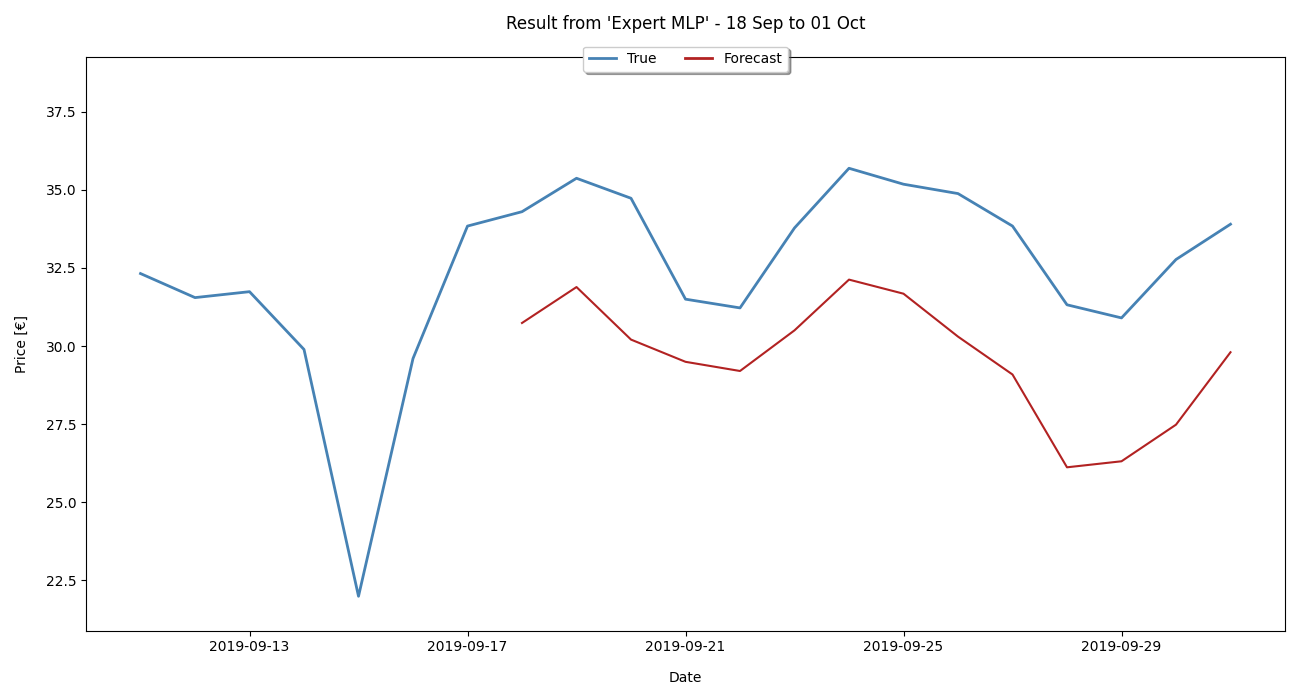 Result from 'Expert MLP' - 18 Sep to 01 Oct
True Forecast
37.5
35.0
32.5
30.0
27.5
25.0
22.5
Price [€]
2019-09-13 2019-09-17 2019-09-21 2019-09-25 2019-09-29
Date